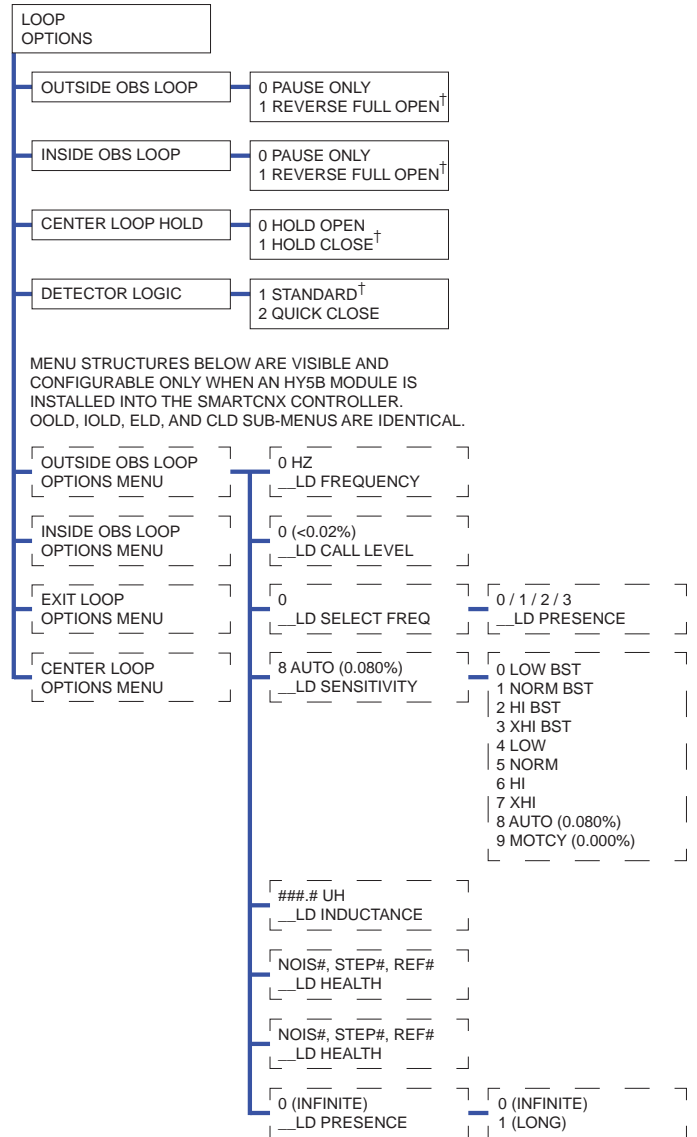 LOOP
OPTIONS
OUTSIDE OBS LOOP
0 PAUSE ONLY
1 REVERSE FULL OPEN†
INSIDE OBS LOOP
0 PAUSE ONLY
1 REVERSE FULL OPEN†
CENTER LOOP HOLD
0 HOLD OPEN
1 HOLD CLOSE†
DETECTOR LOGIC
1 STANDARD†
2 QUICK CLOSE
MENU STRUCTURES BELOW ARE VISIBLE AND
CONFIGURABLE ONLY WHEN AN HY5B MODULE IS
INSTALLED INTO THE SMARTCNX CONTROLLER.
OOLD, IOLD, ELD, AND CLD SUB-MENUS ARE IDENTICAL.
OUTSIDE OBS LOOP
OPTIONS MENU
0 HZ
__LD FREQUENCY
INSIDE OBS LOOP
OPTIONS MENU
0 (<0.02%)
__LD CALL LEVEL
EXIT LOOP
OPTIONS MENU
0
__LD SELECT FREQ
0 / 1 / 2 / 3
__LD PRESENCE
CENTER LOOP
OPTIONS MENU
8 AUTO (0.080%)
__LD SENSITIVITY
0 LOW BST
1 NORM BST
2 HI BST
3 XHI BST
4 LOW
5 NORM
6 HI
7 XHI
8 AUTO (0.080%)
9 MOTCY (0.000%)
###.# UH
__LD INDUCTANCE
NOIS#, STEP#, REF#
__LD HEALTH
NOIS#, STEP#, REF#
__LD HEALTH
0 (INFINITE)
__LD PRESENCE
0 (INFINITE)
1 (LONG)